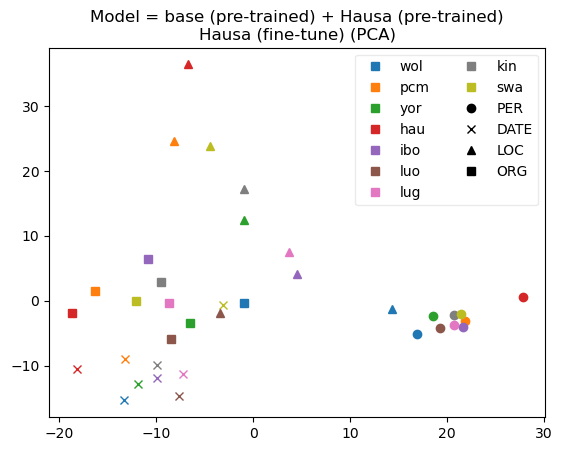 Model = base (pre-trained) + Hausa (pre-trained)
Hausa (fine-tune) (PCA)
wol
pcm
yor
hau
ibo
luo
lug
kin
swa
PER
DATE
LOC
ORG
30
20
10
0
−10
−20
−10
0
10
20
30